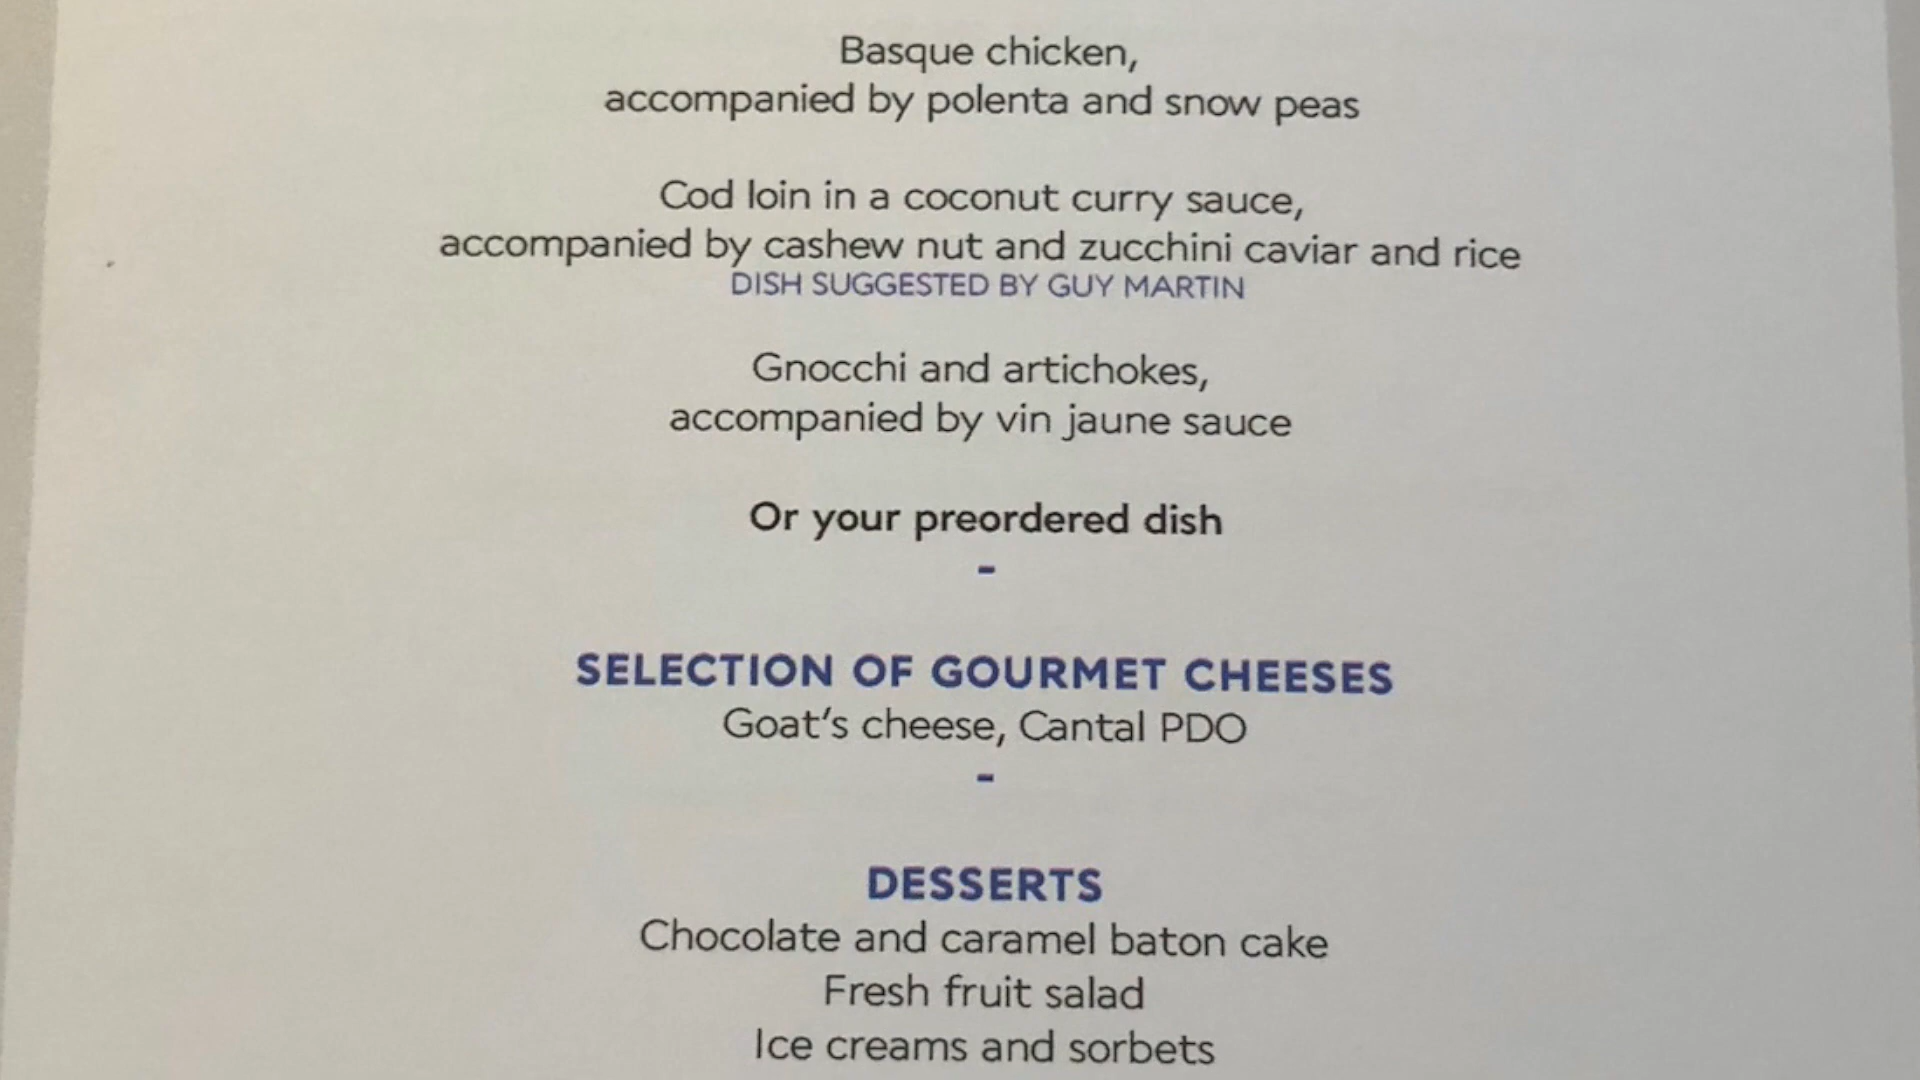 Basque chicken,
accompanied by polenta and snow peas
Cod loin in a coconut curry sauce,
accompanied by cashew nut and zucchini caviar and rice
DISH SUGGESTED BY GUY MARTIN
Gnocchi and artichokes,
accompanied by vin jaune sauce
Or your preordered dish
-
SELECTION OF GOURMET CHEESES
Goat's cheese, Cantal PDO
-
DESSERTS
Chocolate and caramel baton cake
Fresh fruit salad
Ice creams and sorbets